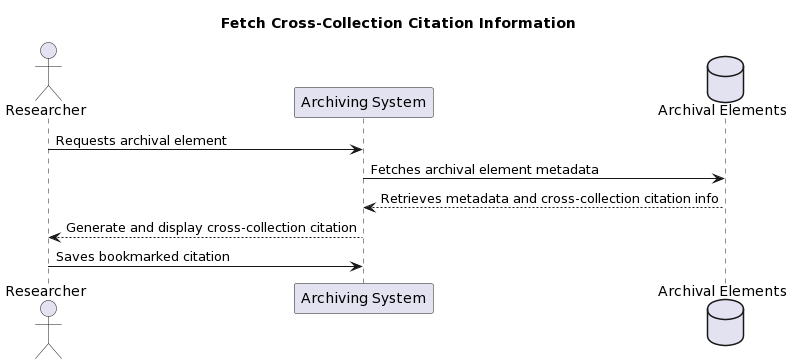 Fetch Cross-Collection Citation Information
Researcher
Archiving System
Archival Elements
Requests archival element
Fetches archival element metadata
Retrieves metadata and cross-collection citation info
Generate and display cross-collection citation
Saves bookmarked citation
Researcher
Archiving System
Archival Elements